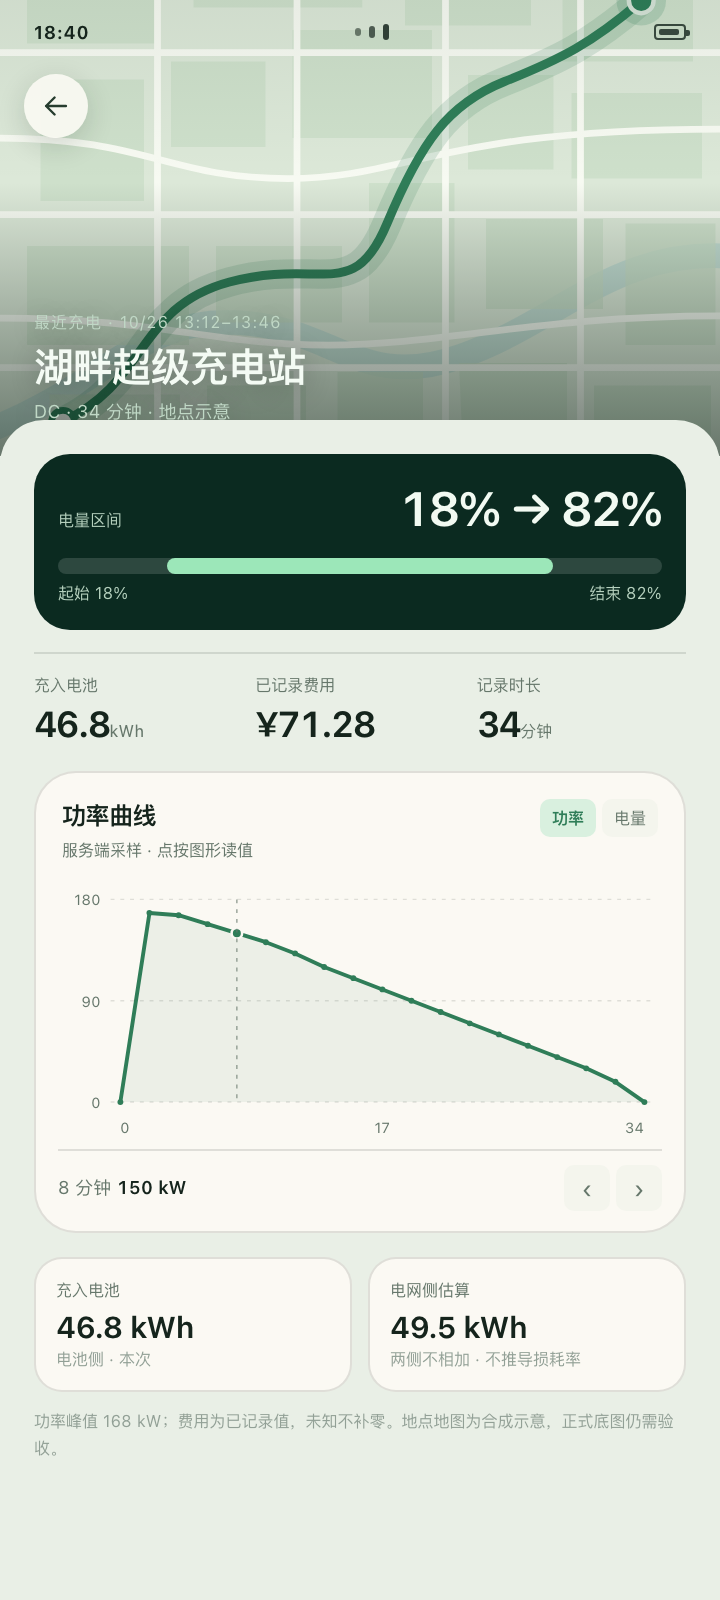 18:40
最近充电 · 10/26 13:12–13:46
湖畔超级充电站
DC · 34 分钟 · 地点示意
电量区间
18% → 82%
起始 18%
结束 82%
充入电池
已记录费用
记录时长
46.8kWh
¥71.28
34分钟
功率曲线
功率
电量
服务端采样 · 点按图形读值
180
90
0
0
17
34
8 分钟 150 kW
‹
›
充入电池
46.8 kWh
电池侧 · 本次
电网侧估算
49.5 kWh
两侧不相加 · 不推导损耗率
功率峰值 168 kW；费用为已记录值，未知不补零。地点地图为合成示意，正式底图仍需验
收。